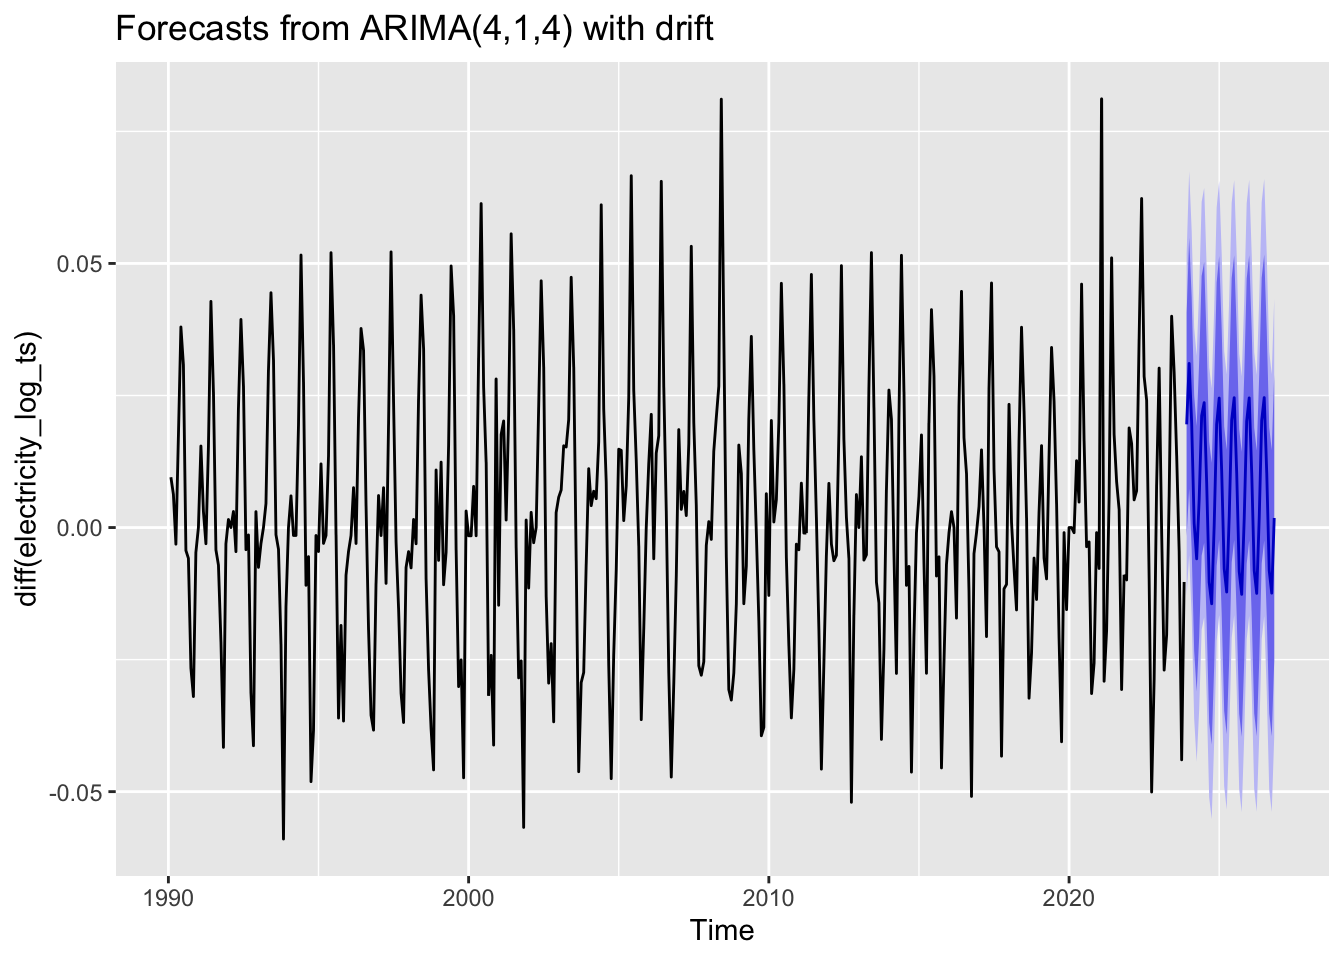 Forecasts from ARIMA(4,1,4) with drift
diff(electricity_log_ts)
0.05
0.00
-0.05
1990 2000 2010 2020
Time